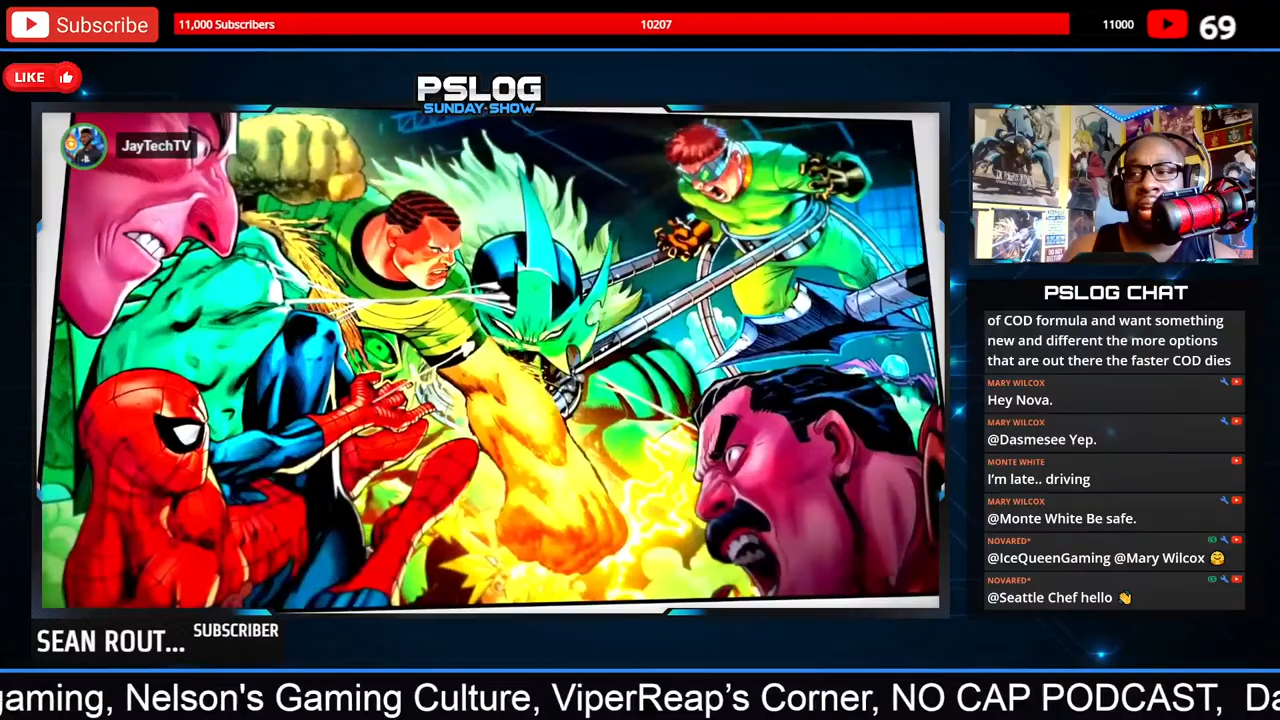 Subscribe
11,000 Subscribers
10207
11000
69
LIKE
PSLOG
SUNDAY SHOW
JayTechTV
PSLOG CHAT
of COD formula and want something
new and different the more options
that are out there the faster COD dies
MARY WILCOX
Hey Nova.
MARY WILCOX
@Dasmesee Yep.
MONTE WHITE
I'm late.. driving
MARY WILCOX
@Monte White Be safe.
NOVARED*
@IceQueenGaming @Mary Wilcox 🤗
NOVARED*
@Seattle Chef hello 👋
SEAN ROUT...
SUBSCRIBER
gaming, Nelson's Gaming Culture, ViperReap's Corner, NO CAP PODCAST, Da